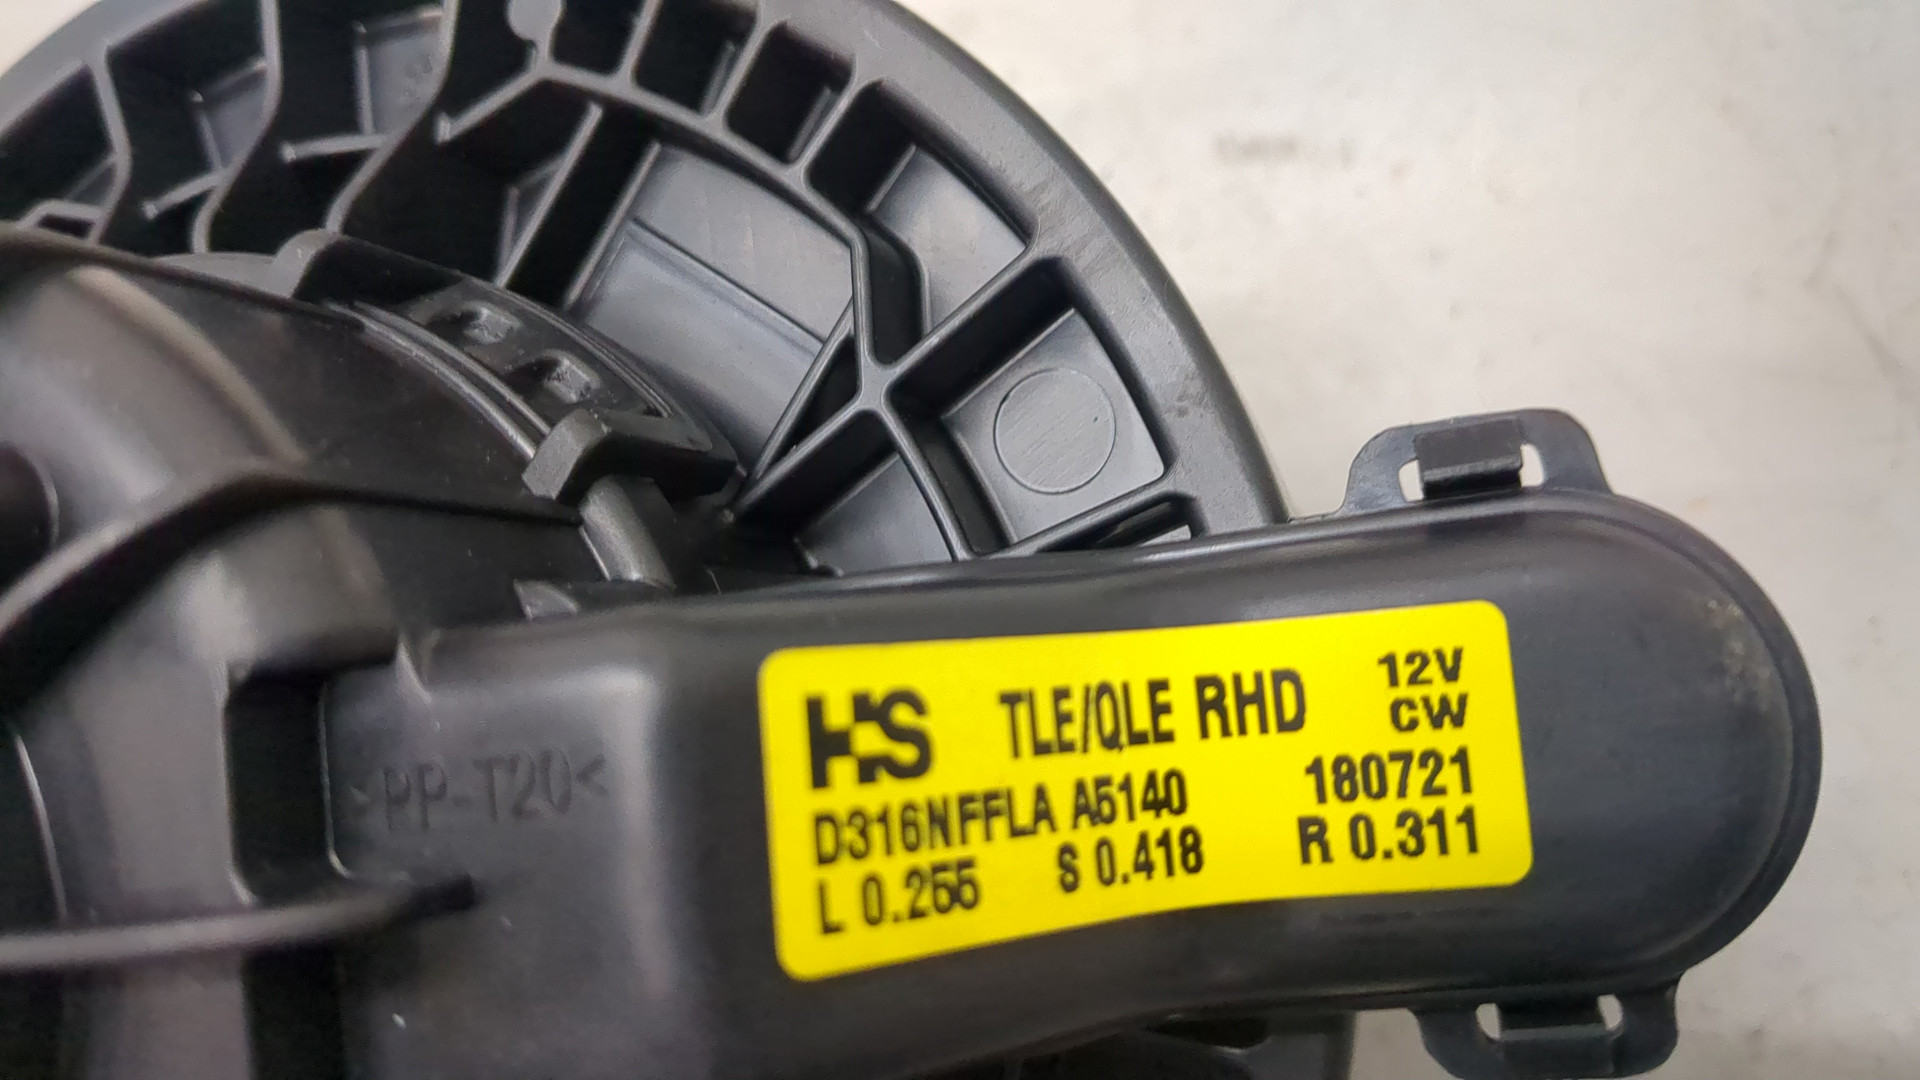 HS TLE/QLE RHD 12V
CW
D316NFFLA A5140 180721
L 0.255 S 0.418 R 0.311
>PP-T20<